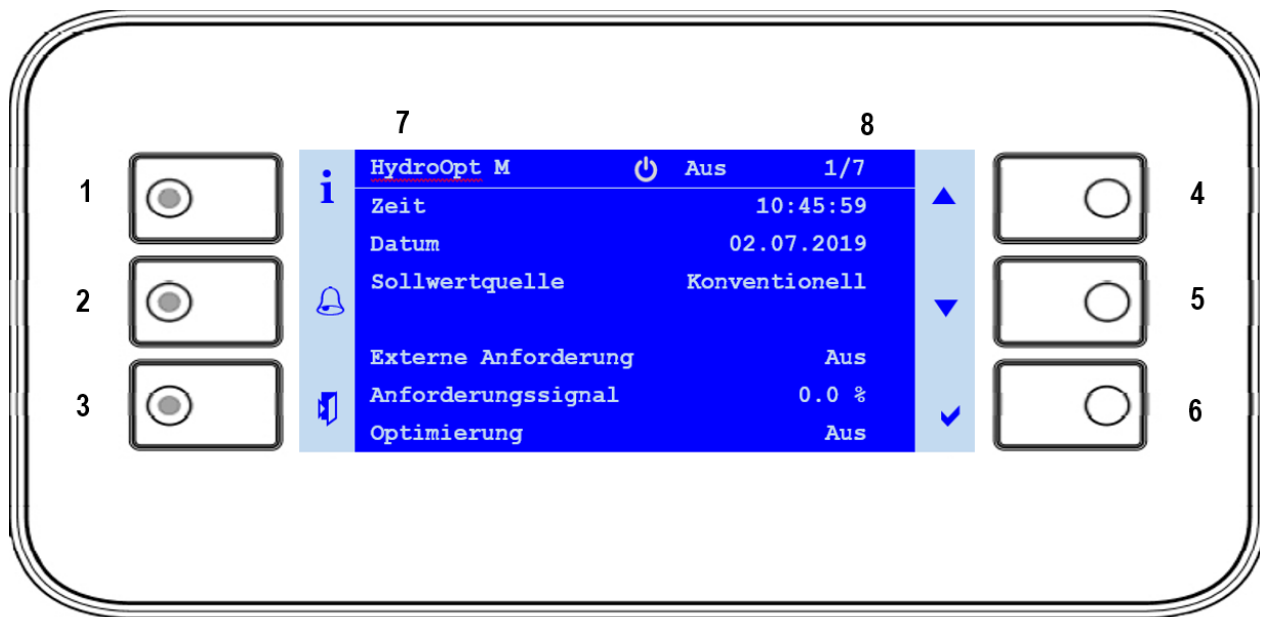 7 8
1 2 3
i
HydroOpt M Aus 1/7
Zeit 10:45:59
Datum 02.07.2019
Sollwertquelle Konventionell
Externe Anforderung Aus
Anforderungssignal 0.0 %
Optimierung Aus
4 5 6